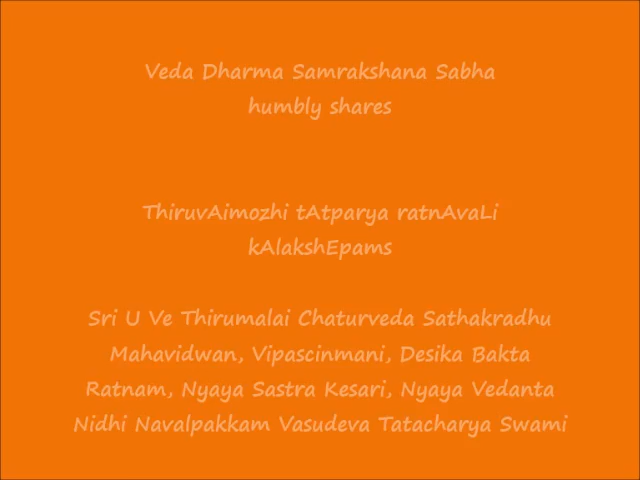 Veda Dharma Samrakshana Sabha
humbly shares
ThiruvAimozhi tAtparya ratnAvaLi
kAlakshEpams
Sri U Ve Thirumalai Chaturveda Sathakradhu
Mahavidwan, Vipascinmani, Desika Bakta
Ratnam, Nyaya Sastra Kesari, Nyaya Vedanta
Nidhi Navalpakkam Vasudeva Tatacharya Swami